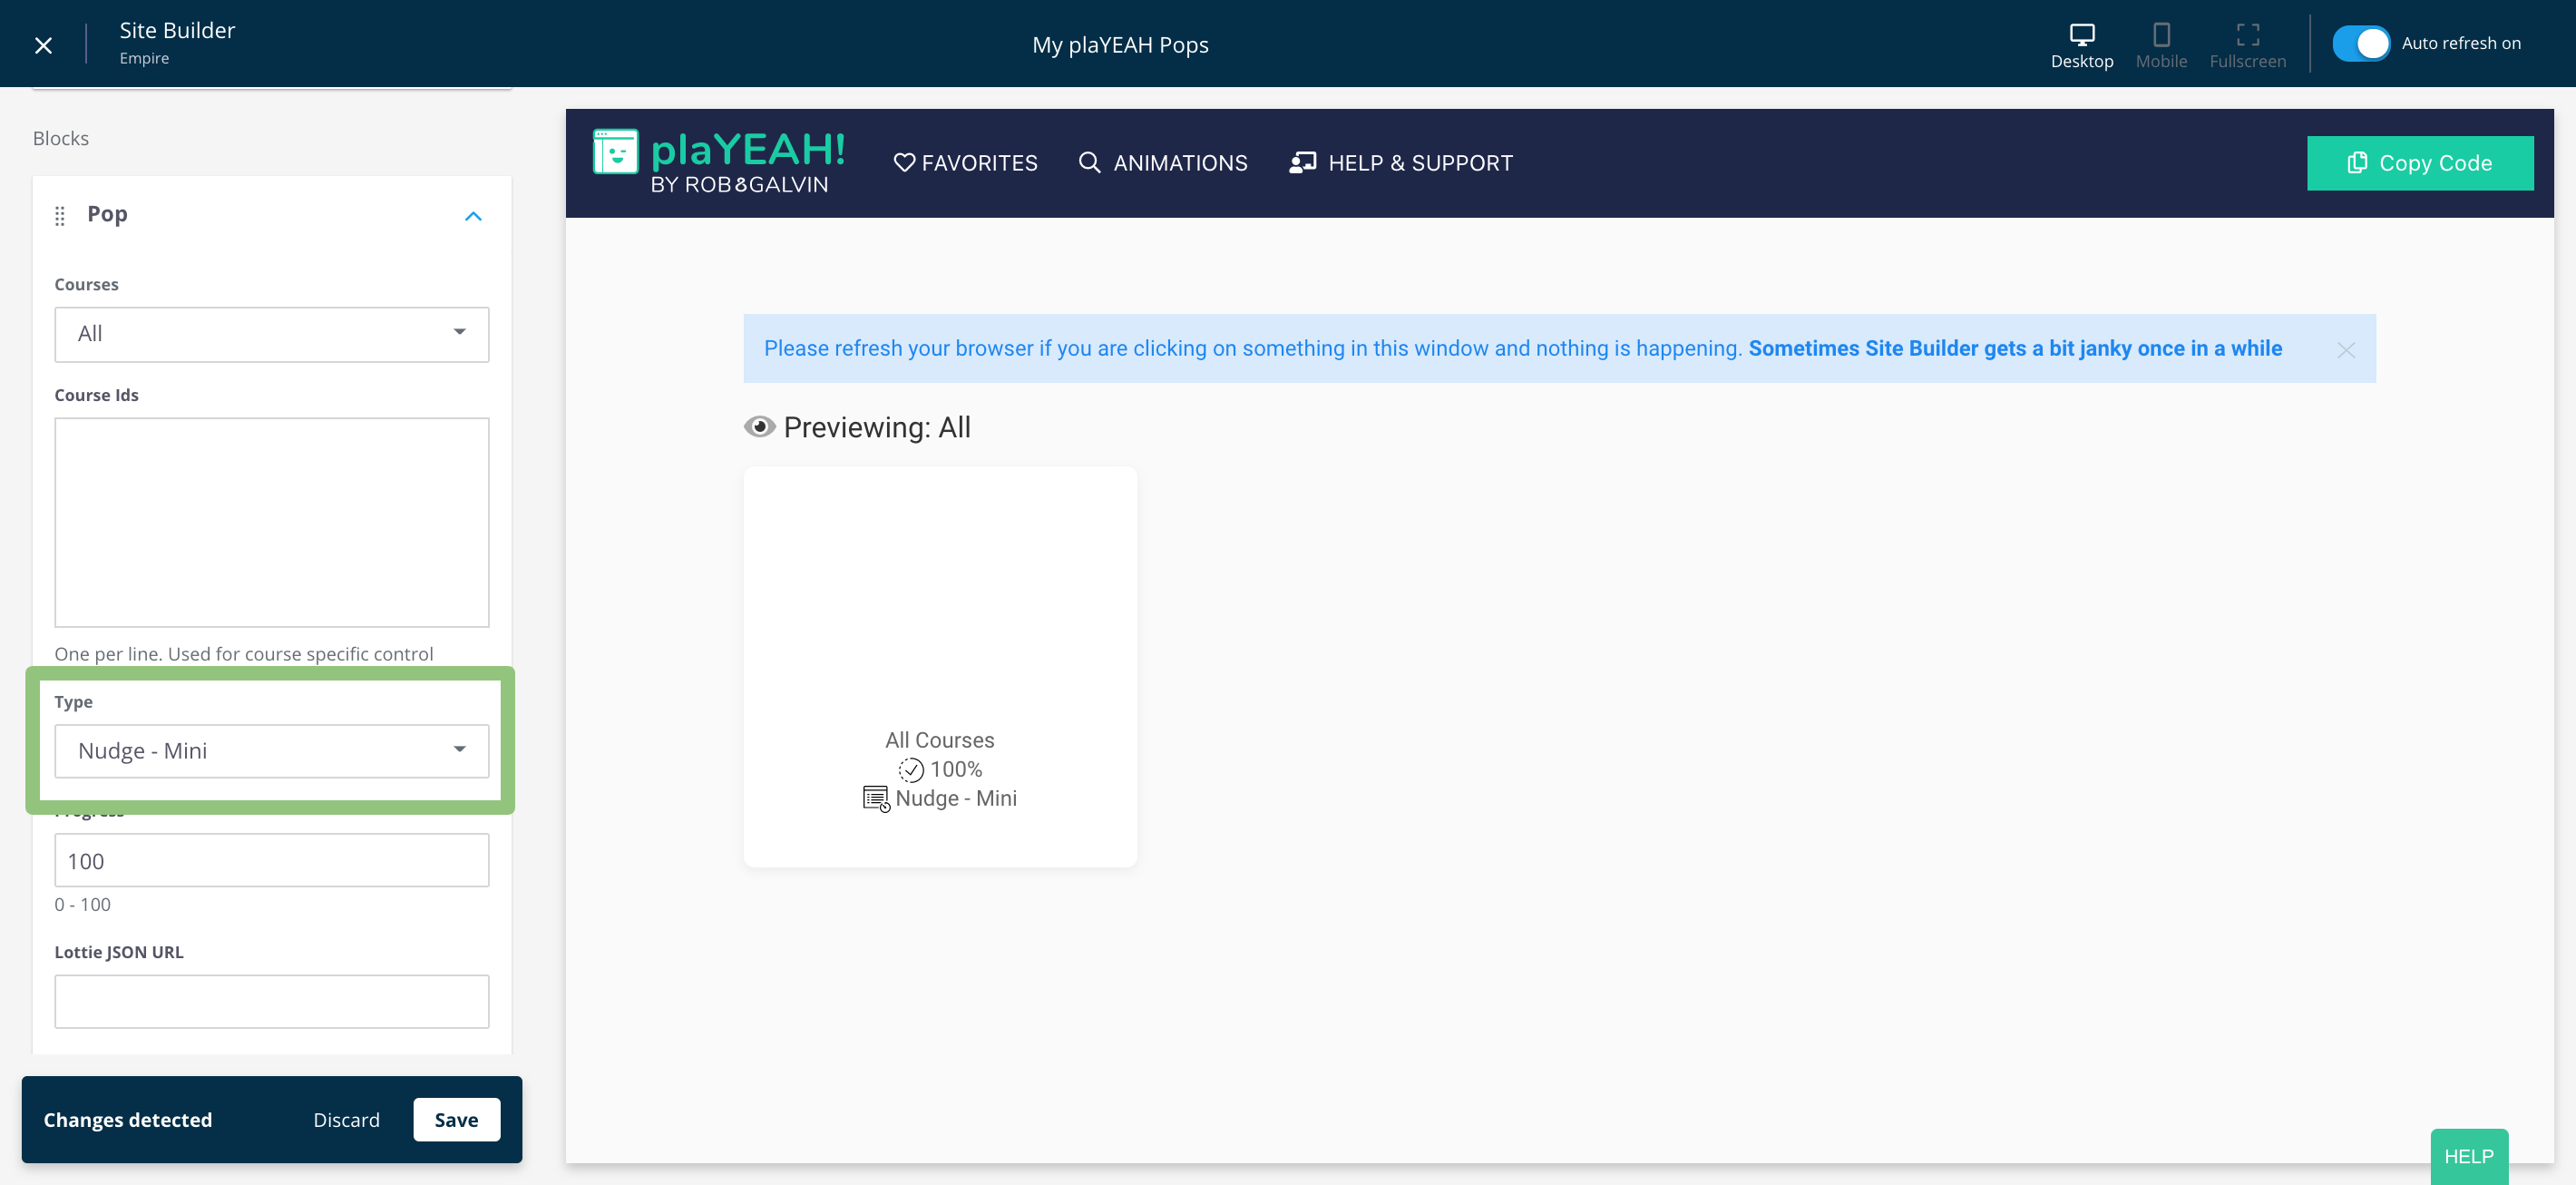 Site Builder
Empire
My plaYEAH Pops
Desktop
Mobile
Fullscreen
Auto refresh on
Blocks
Pop
Courses
All
Course Ids
One per line. Used for course specific control
Type
Nudge - Mini
Progress
100
0 - 100
Lottie JSON URL
Changes detected
Discard
Save
plaYEAH!
BY ROB&GALVIN
FAVORITES
ANIMATIONS
HELP & SUPPORT
Copy Code
Please refresh your browser if you are clicking on something in this window and nothing is happening. Sometimes Site Builder gets a bit janky once in a while
Previewing: All
All Courses
100%
Nudge - Mini
HELP